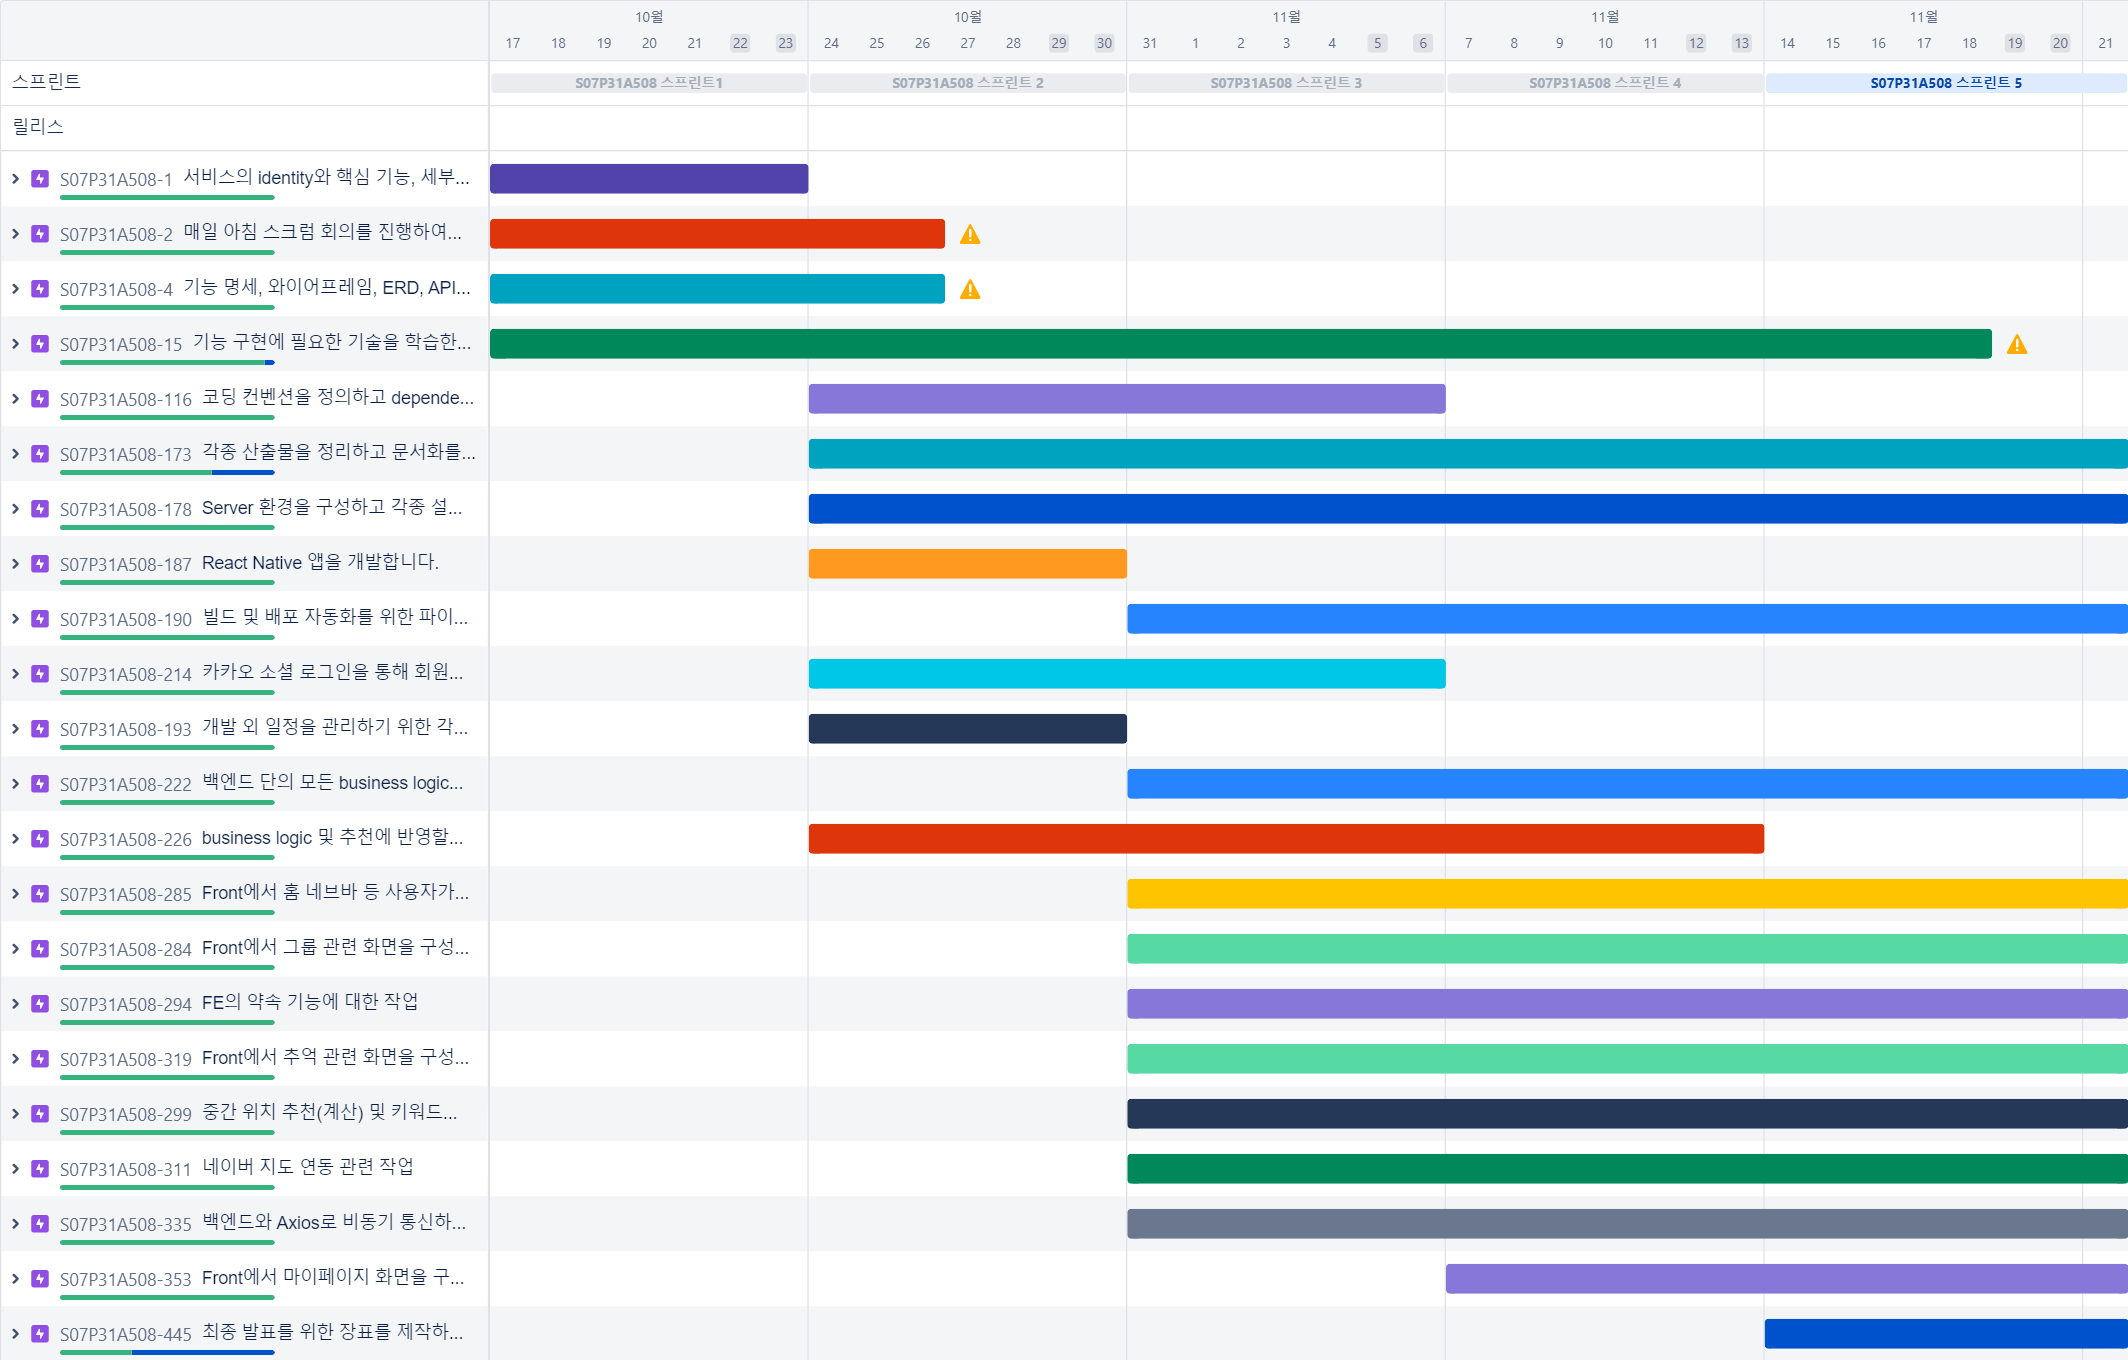 10월 10월 11월 11월 11월
17 18 19 20 21 22 23 24 25 26 27 28 29 30 31 1 2 3 4 5 6 7 8 9 10 11 12 13 14 15 16 17 18 19 20 21
스프린트 S07P31A508 스프린트1 S07P31A508 스프린트 2 S07P31A508 스프린트 3 S07P31A508 스프린트 4 S07P31A508 스프린트 5
릴리스
S07P31A508-1 서비스의 identity와 핵심 기능, 세부...
S07P31A508-2 매일 아침 스크럼 회의를 진행하여...
S07P31A508-4 기능 명세, 와이어프레임, ERD, API...
S07P31A508-15 기능 구현에 필요한 기술을 학습한...
S07P31A508-116 코딩 컨벤션을 정의하고 depende...
S07P31A508-173 각종 산출물을 정리하고 문서화를...
S07P31A508-178 Server 환경을 구성하고 각종 설...
S07P31A508-187 React Native 앱을 개발합니다.
S07P31A508-190 빌드 및 배포 자동화를 위한 파이...
S07P31A508-214 카카오 소셜 로그인을 통해 회원...
S07P31A508-193 개발 외 일정을 관리하기 위한 각...
S07P31A508-222 백엔드 단의 모든 business logic...
S07P31A508-226 business logic 및 추천에 반영할...
S07P31A508-285 Front에서 홈 네브바 등 사용자가...
S07P31A508-284 Front에서 그룹 관련 화면을 구성...
S07P31A508-294 FE의 약속 기능에 대한 작업
S07P31A508-319 Front에서 추억 관련 화면을 구성...
S07P31A508-299 중간 위치 추천(계산) 및 키워드...
S07P31A508-311 네이버 지도 연동 관련 작업
S07P31A508-335 백엔드와 Axios로 비동기 통신하...
S07P31A508-353 Front에서 마이페이지 화면을 구...
S07P31A508-445 최종 발표를 위한 장표를 제작하...